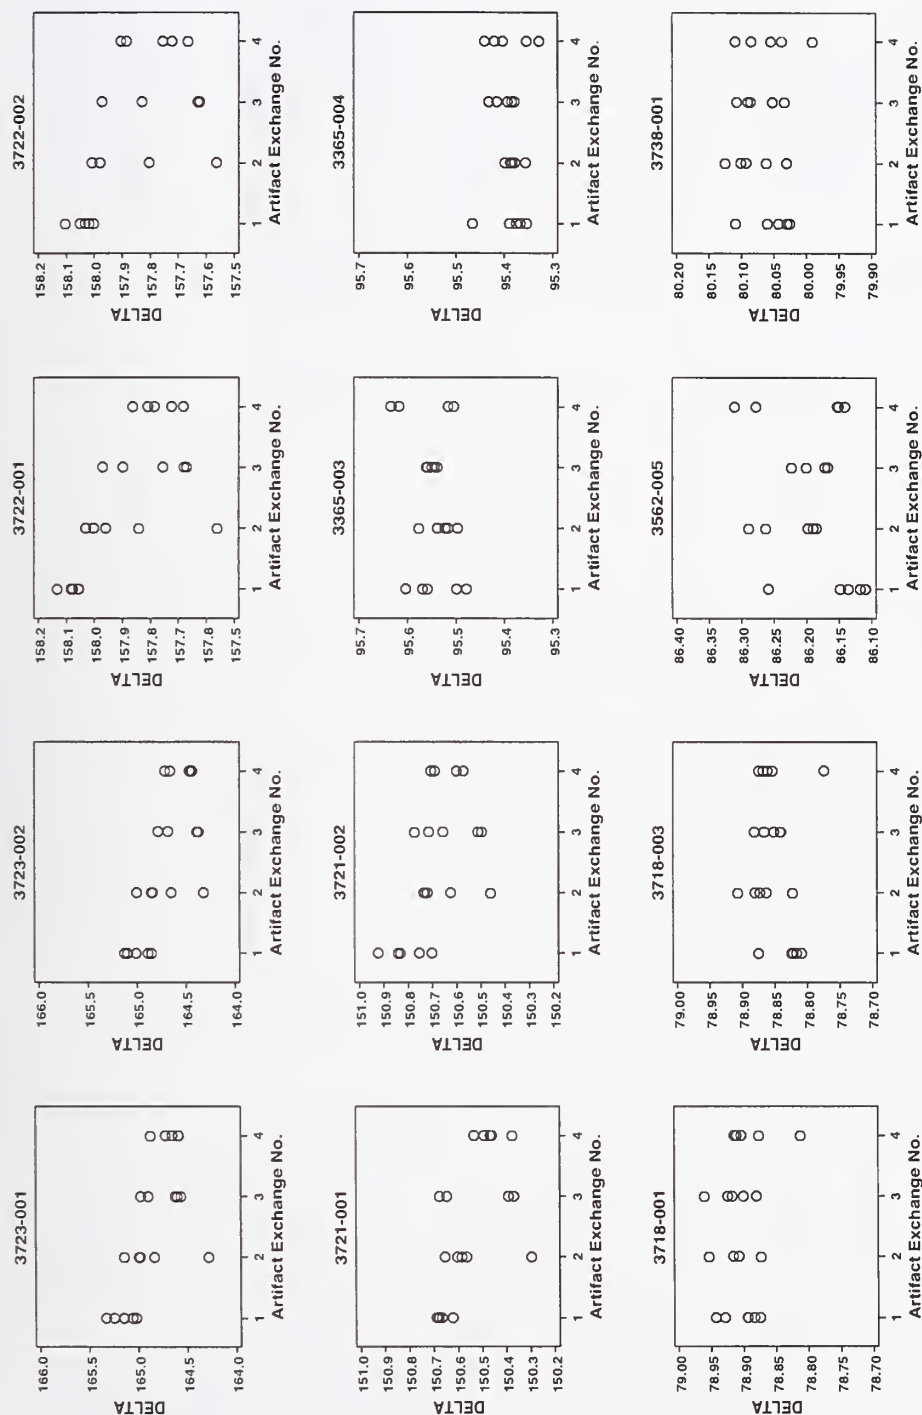 3723-001
166.0
165.5
165.0
164.5
164.0
DELTA
1 2 3 4
Artifact Exchange No.
3723-002
166.0
165.5
165.0
164.5
164.0
DELTA
1 2 3 4
Artifact Exchange No.
3722-001
158.2
158.1
158.0
157.9
157.8
157.7
157.6
157.5
DELTA
1 2 3 4
Artifact Exchange No.
3722-002
158.2
158.1
158.0
157.9
157.8
157.7
157.6
157.5
DELTA
1 2 3 4
Artifact Exchange No.
3721-001
151.0
150.9
150.8
150.7
150.6
150.5
150.4
150.3
150.2
DELTA
1 2 3 4
Artifact Exchange No.
3721-002
151.0
150.9
150.8
150.7
150.6
150.5
150.4
150.3
150.2
DELTA
1 2 3 4
Artifact Exchange No.
3365-003
95.7
95.6
95.5
95.4
95.3
DELTA
1 2 3 4
Artifact Exchange No.
3365-004
95.7
95.6
95.5
95.4
95.3
DELTA
1 2 3 4
Artifact Exchange No.
3718-001
79.00
78.95
78.90
78.85
78.80
78.75
78.70
DELTA
1 2 3 4
Artifact Exchange No.
3718-003
79.00
78.95
78.90
78.85
78.80
78.75
78.70
DELTA
1 2 3 4
Artifact Exchange No.
3562-005
86.40
86.35
86.30
86.25
86.20
86.15
86.10
DELTA
1 2 3 4
Artifact Exchange No.
3738-001
80.20
80.15
80.10
80.05
80.00
79.95
79.90
DELTA
1 2 3 4
Artifact Exchange No.